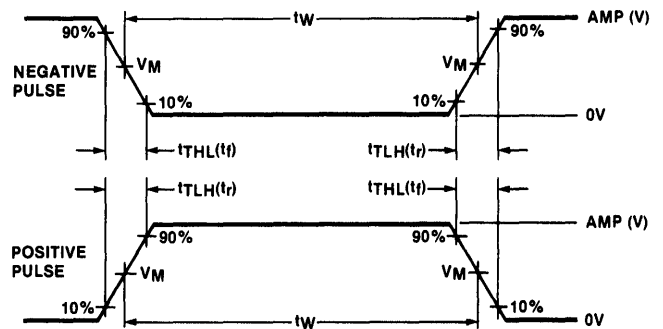 tW AMP (V)
90% 90%
NEGATIVE PULSE VM VM
10% 10%
0V
tTHL(tf) tTLH(tr)
tTLH(tr) tTHL(tf)
AMP (V)
90% 90%
POSITIVE PULSE VM VM
10% 10%
tW 0V